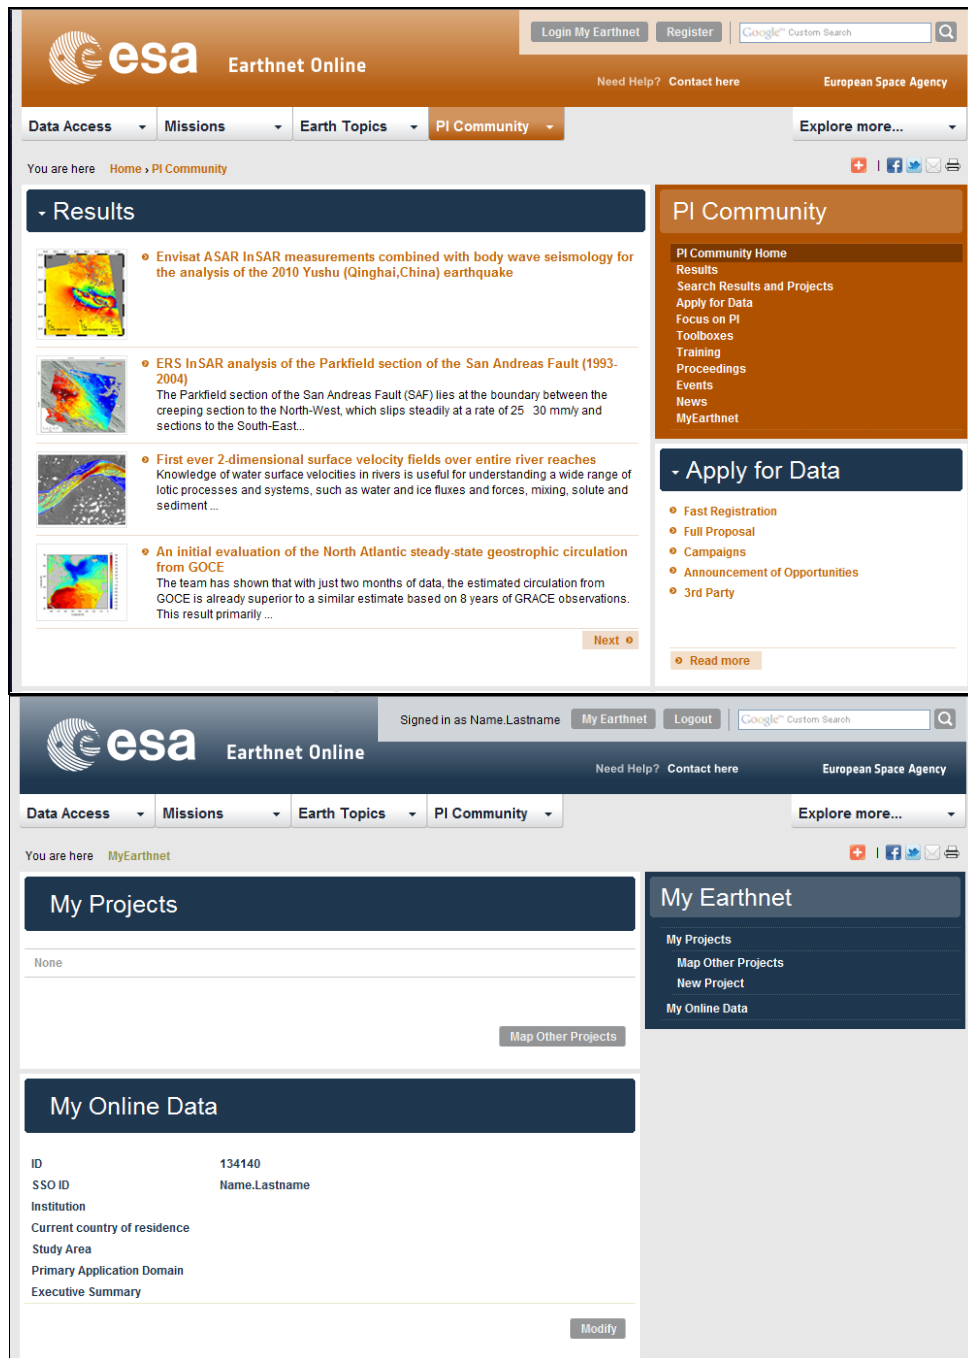 esa
Earthnet Online
Login My Earthnet
Register
Google™ Custom Search
Need Help? Contact here
European Space Agency
Data Access
Missions
Earth Topics
PI Community
Explore more...
You are here Home › PI Community
Results
Envisat ASAR InSAR measurements combined with body wave seismology for
the analysis of the 2010 Yushu (Qinghai,China) earthquake
ERS InSAR analysis of the Parkfield section of the San Andreas Fault (1993-
2004)
The Parkfield section of the San Andreas Fault (SAF) lies at the boundary between the
creeping section to the North-West, which slips steadily at a rate of 25 30 mm/y and
sections to the South-East...
First ever 2-dimensional surface velocity fields over entire river reaches
Knowledge of water surface velocities in rivers is useful for understanding a wide range of
lotic processes and systems, such as water and ice fluxes and forces, mixing, solute and
sediment ...
An initial evaluation of the North Atlantic steady-state geostrophic circulation
from GOCE
The team has shown that with just two months of data, the estimated circulation from
GOCE is already superior to a similar estimate based on 8 years of GRACE observations.
This result primarily ...
Next
PI Community
PI Community Home
Results
Search Results and Projects
Apply for Data
Focus on PI
Toolboxes
Training
Proceedings
Events
News
MyEarthnet
Apply for Data
Fast Registration
Full Proposal
Campaigns
Announcement of Opportunities
3rd Party
Read more
esa
Earthnet Online
Signed in as Name.Lastname
My Earthnet
Logout
Google™ Custom Search
Need Help? Contact here
European Space Agency
Data Access
Missions
Earth Topics
PI Community
Explore more...
You are here MyEarthnet
My Projects
None
Map Other Projects
My Online Data
ID 134140
SSO ID Name.Lastname
Institution
Current country of residence
Study Area
Primary Application Domain
Executive Summary
Modify
My Earthnet
My Projects
Map Other Projects
New Project
My Online Data